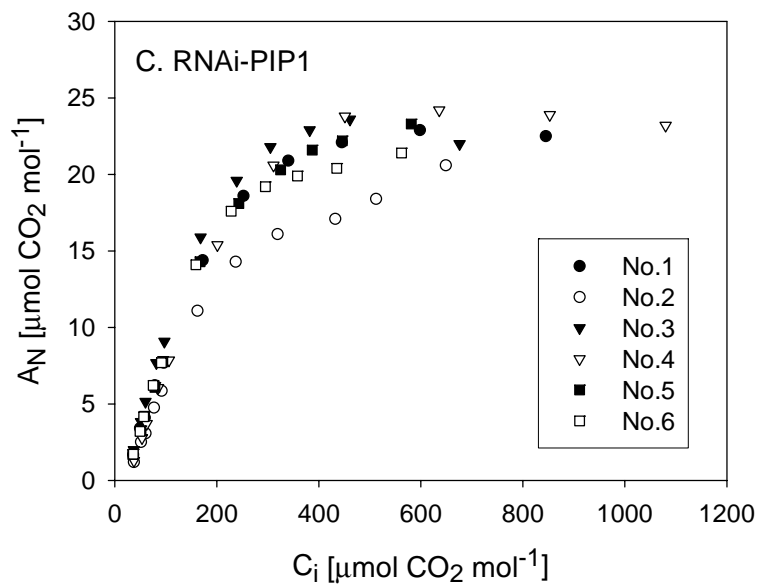 30
25
20
15
10
5
0
A_N [μmol CO₂ mol⁻¹]
C. RNAi-PIP1
No.1
No.2
No.3
No.4
No.5
No.6
0 200 400 600 800 1000 1200
C_i [μmol CO₂ mol⁻¹]